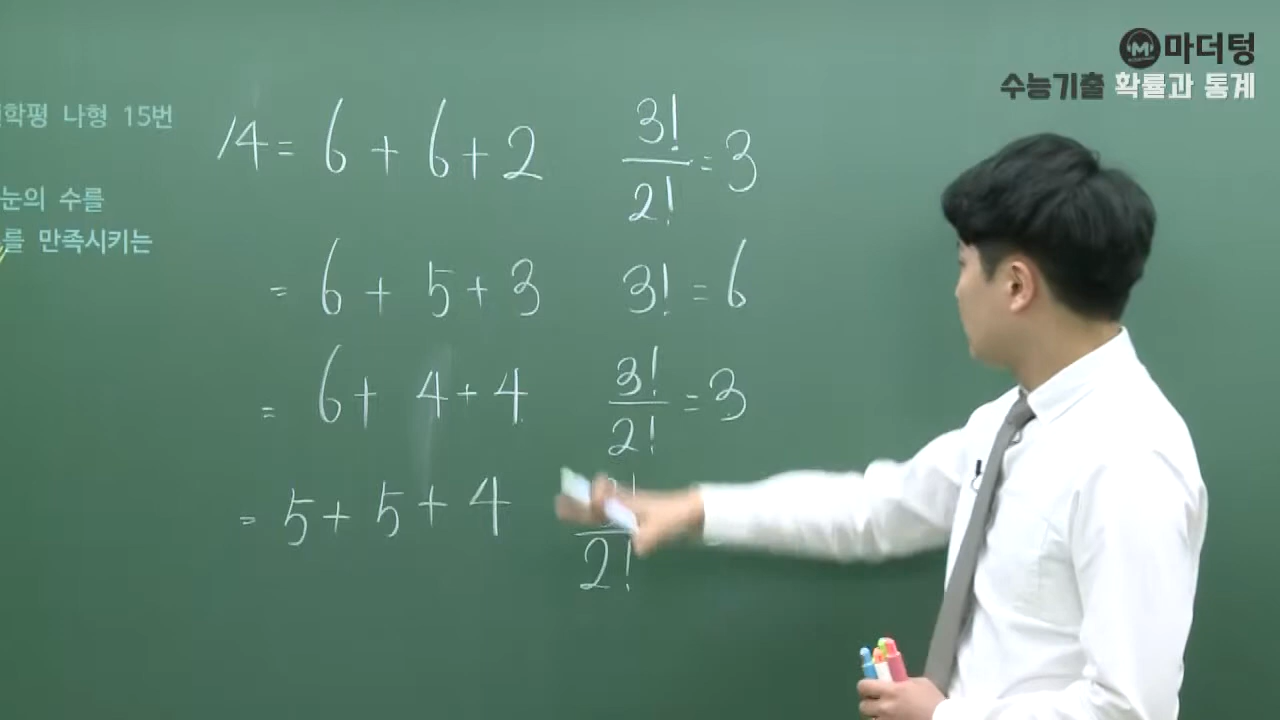 마더텅
수능기출 확률과 통계
학평 나형 15번
눈의 수를
를 만족시키는
14 = 6 + 6 + 2 3!/2! = 3
= 6 + 5 + 3 3! = 6
= 6 + 4 + 4 3!/2! = 3
= 5 + 5 + 4 /2!